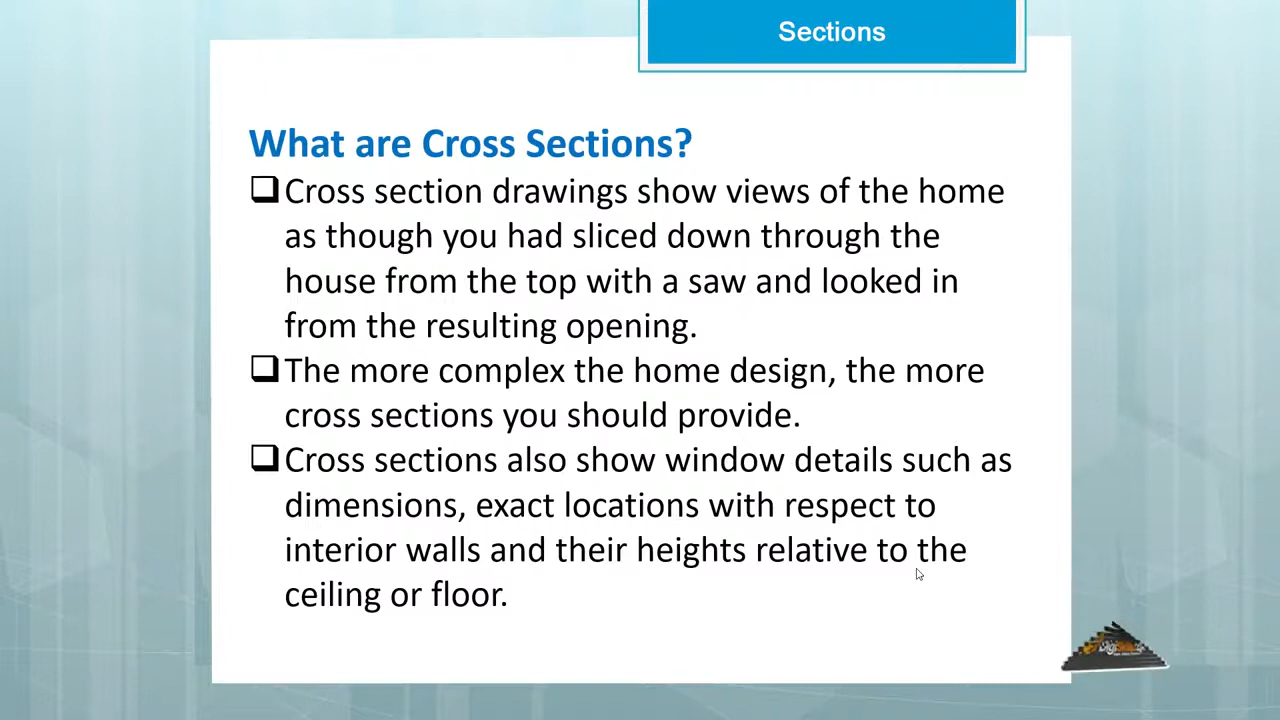 Sections
What are Cross Sections?
Cross section drawings show views of the home
as though you had sliced down through the
house from the top with a saw and looked in
from the resulting opening.
The more complex the home design, the more
cross sections you should provide.
Cross sections also show window details such as
dimensions, exact locations with respect to
interior walls and their heights relative to the
ceiling or floor.